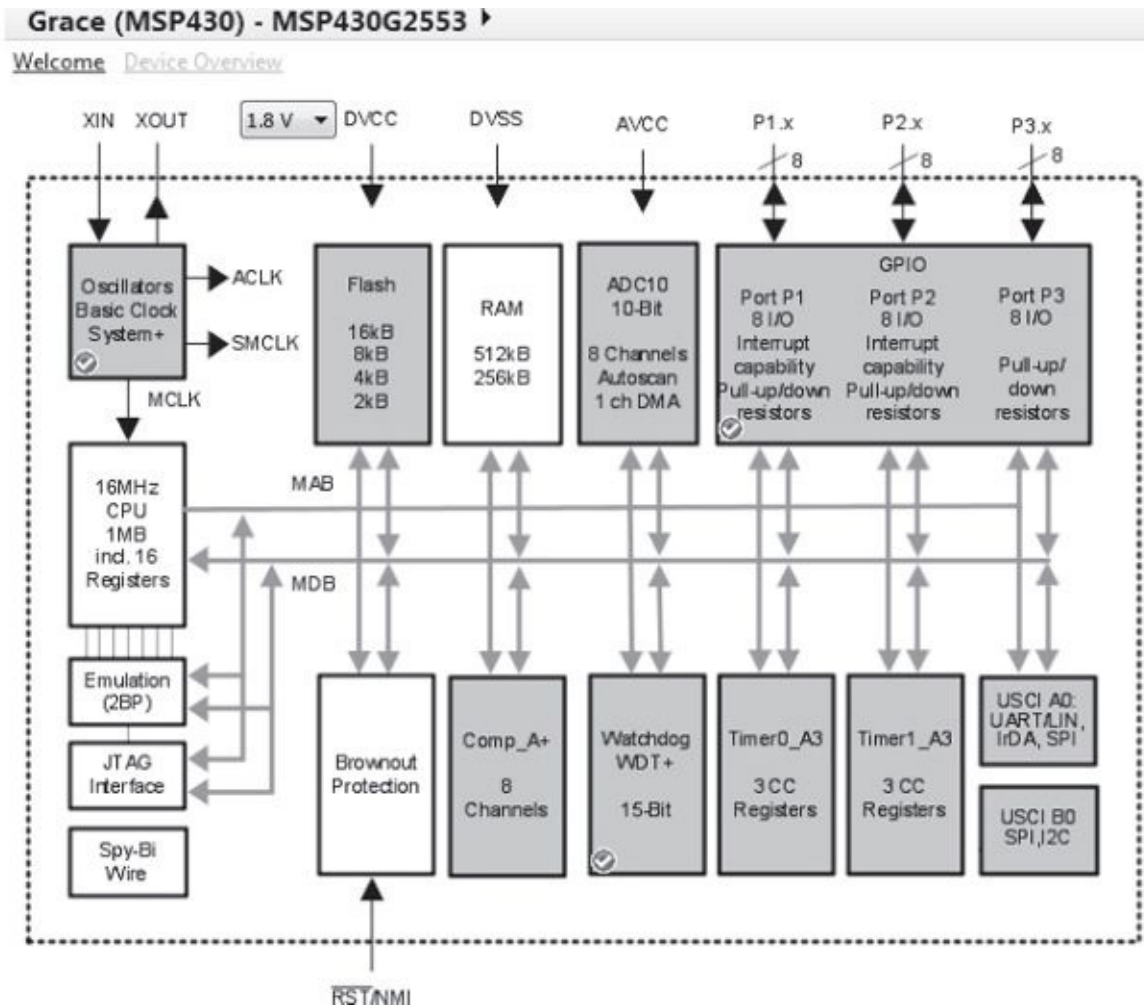 Grace (MSP430) - MSP430G2553
Welcome Device Overview
XIN XOUT 1.8 V DVCC DVSS AVCC P1.x P2.x P3.x
8 8 8
Oscillators
Basic Clock
System+
ACLK
SMCLK
MCLK
Flash
16kB
8kB
4kB
2kB
RAM
512kB
256kB
ADC10
10-Bit
8 Channels
Autoscan
1 ch DMA
GPIO
Port P1
8 I/O
Interrupt
capability
Pull-up/down
resistors
Port P2
8 I/O
Interrupt
capability
Pull-up/down
resistors
Port P3
8 I/O
Pull-up/
down
resistors
16MHz
CPU
1MB
incl. 16
Registers
MAB
MDB
Emulation
(2BP)
JTAG
Interface
Spy-Bi
Wire
Brownout
Protection
Comp_A+
8
Channels
Watchdog
WDT+
15-Bit
Timer0_A3
3 CC
Registers
Timer1_A3
3 CC
Registers
USCI A0:
UART/LIN,
IrDA, SPI
USCI B0
SPI,I2C
RST/NMI